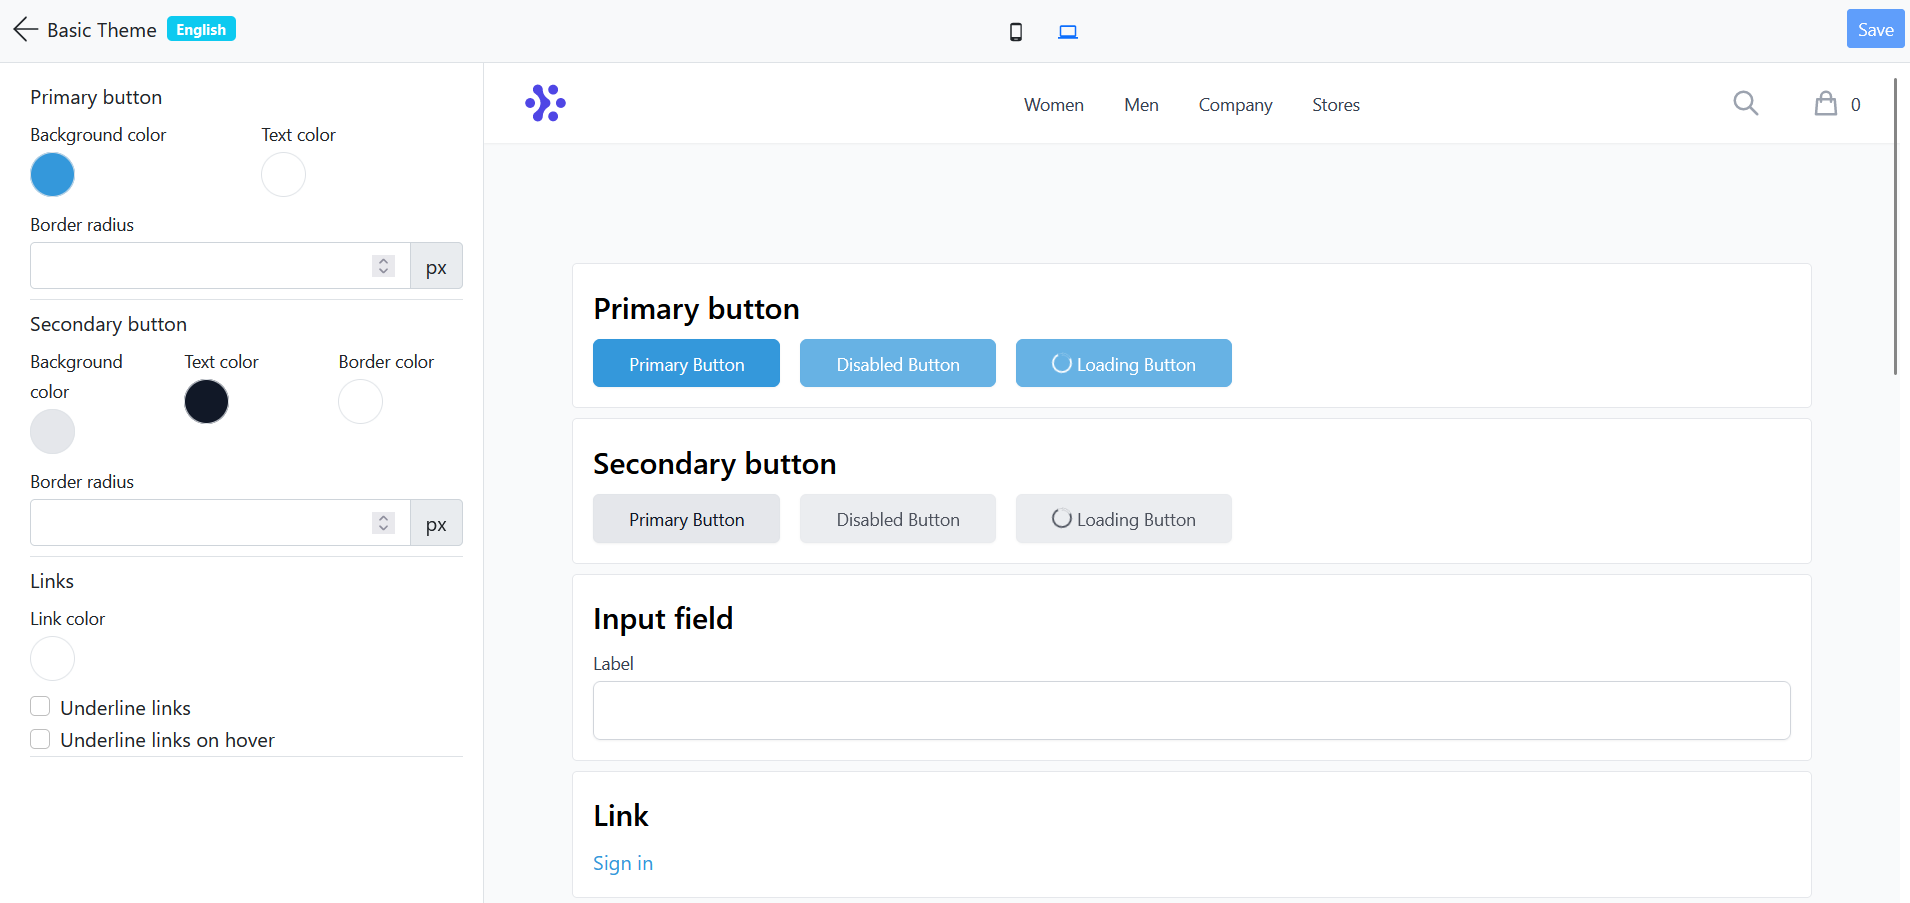 Basic Theme English
Save
Primary button
Background color Text color
Border radius
px
Secondary button
Background color Text color Border color
Border radius
px
Links
Link color
Underline links
Underline links on hover
Women Men Company Stores
0
Primary button
Primary Button Disabled Button Loading Button
Secondary button
Primary Button Disabled Button Loading Button
Input field
Label
Link
Sign in